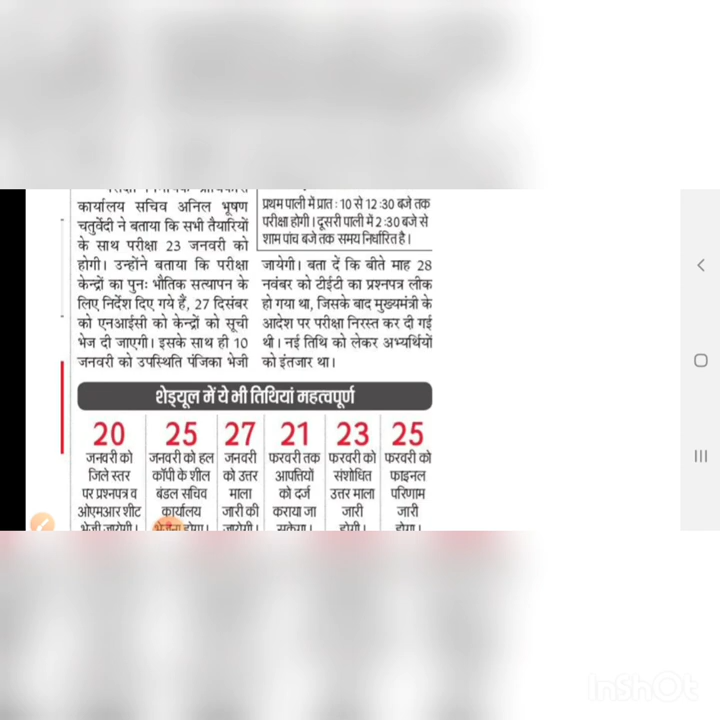 कार्यालय सचिव अनिल भूषण
चतुर्वेदी ने बताया कि सभी तैयारियों
के साथ परीक्षा 23 जनवरी को
होगी। उन्होंने बताया कि परीक्षा
केन्द्रों का पुनः भौतिक सत्यापन के
लिए निर्देश दिए गये हैं, 27 दिसंबर
को एनआईसी को केन्द्रों को सूची
भेज दी जाएगी। इसके साथ ही 10
जनवरी को उपस्थिति पंजिका भेजी
प्रथम पाली में प्रात : 10 से 12 :30 बजे तक
परीक्षा होगी। दूसरी पाली में 2 :30 बजे से
शाम पांच बजे तक समय निर्धारित है।
जायेगी। बता दें कि बीते माह 28
नवंबर को टीईटी का प्रश्नपत्र लीक
हो गया था, जिसके बाद मुख्यमंत्री के
आदेश पर परीक्षा निरस्त कर दी गई
थी। नई तिथि को लेकर अभ्यर्थियों
को इंतजार था।
शेड्यूल में ये भी तिथियां महत्वपूर्ण
20
जनवरी को
जिले स्तर
पर प्रश्नपत्र व
ओएमआर शीट
भेजी जायेगी।
25
जनवरी को हल
कॉपी के शील
बंडल सचिव
कार्यालय
भेजना होगा।
27
जनवरी
को उत्तर
माला
जारी की
जायेगी।
21
फरवरी तक
आपत्तियों
को दर्ज
कराया जा
सकेगा।
23
फरवरी को
संशोधित
उत्तर माला
जारी
होगी।
25
फरवरी को
फाइनल
परिणाम
जारी
होगा।
InShOt